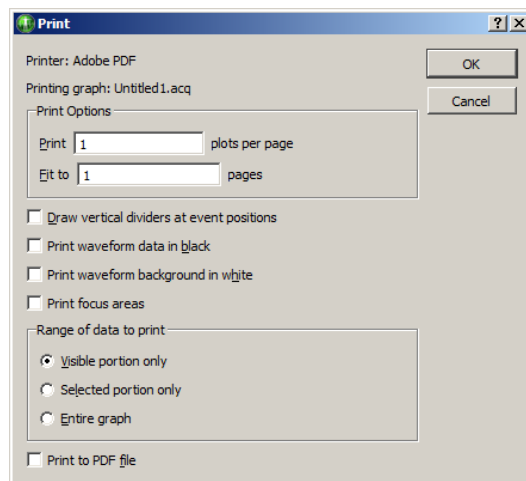 Print
Printer: Adobe PDF
OK
Printing graph: Untitled1.acq
Cancel
Print Options
Print 1 plots per page
Fit to 1 pages
Draw vertical dividers at event positions
Print waveform data in black
Print waveform background in white
Print focus areas
Range of data to print
Visible portion only
Selected portion only
Entire graph
Print to PDF file